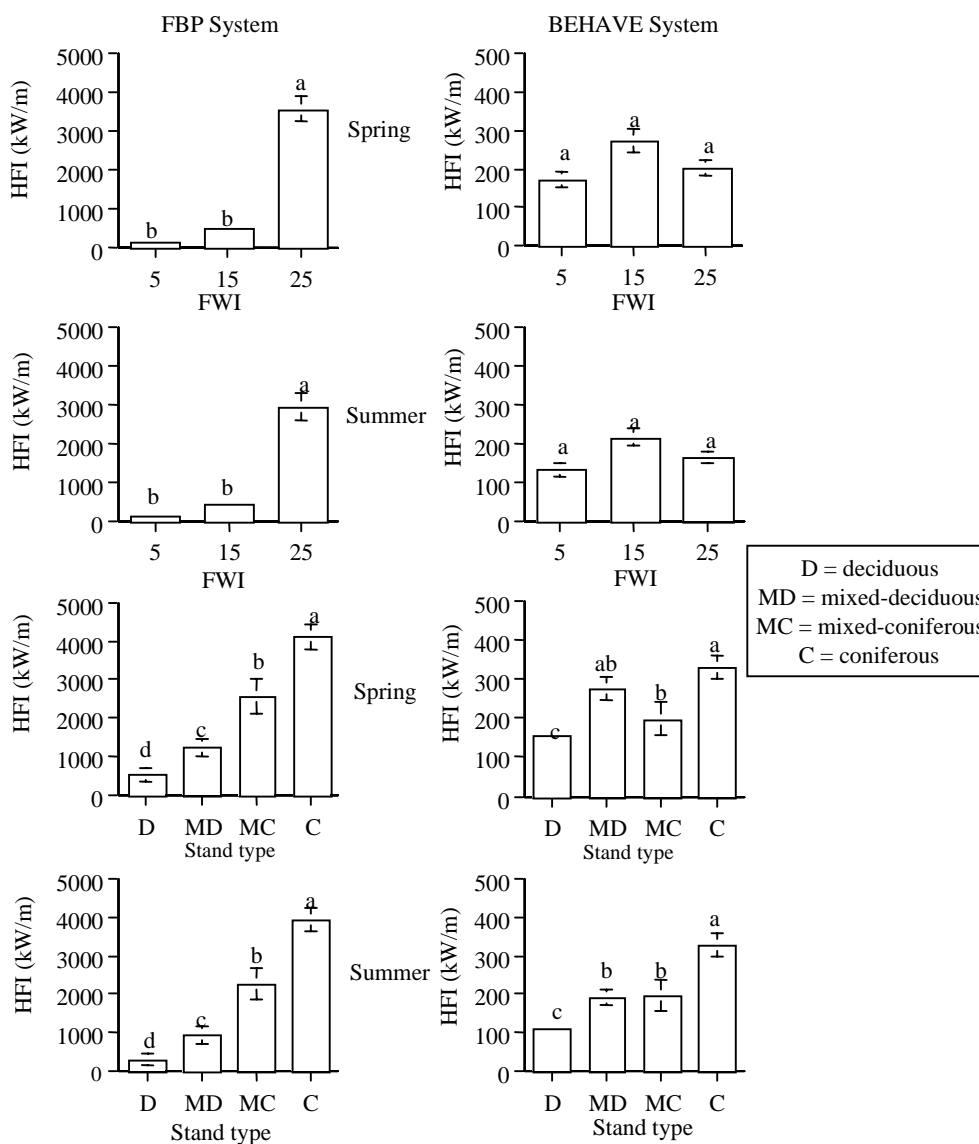 FBP System
BEHAVE System
5000
4000
3000
2000
1000
0
HFI (kW/m)
b
b
a
5
15
25
FWI
Spring
500
400
300
200
100
0
HFI (kW/m)
a
a
a
5
15
25
FWI
5000
4000
3000
2000
1000
0
HFI (kW/m)
b
b
a
5
15
25
FWI
Summer
500
400
300
200
100
0
HFI (kW/m)
a
a
a
5
15
25
FWI
D = deciduous
MD = mixed-deciduous
MC = mixed-coniferous
C = coniferous
5000
4000
3000
2000
1000
0
HFI (kW/m)
d
c
b
a
D
MD
MC
C
Stand type
Spring
500
400
300
200
100
0
HFI (kW/m)
c
ab
b
a
D
MD
MC
C
Stand type
5000
4000
3000
2000
1000
0
HFI (kW/m)
d
c
b
a
D
MD
MC
C
Stand type
Summer
500
400
300
200
100
0
HFI (kW/m)
c
b
b
a
D
MD
MC
C
Stand type